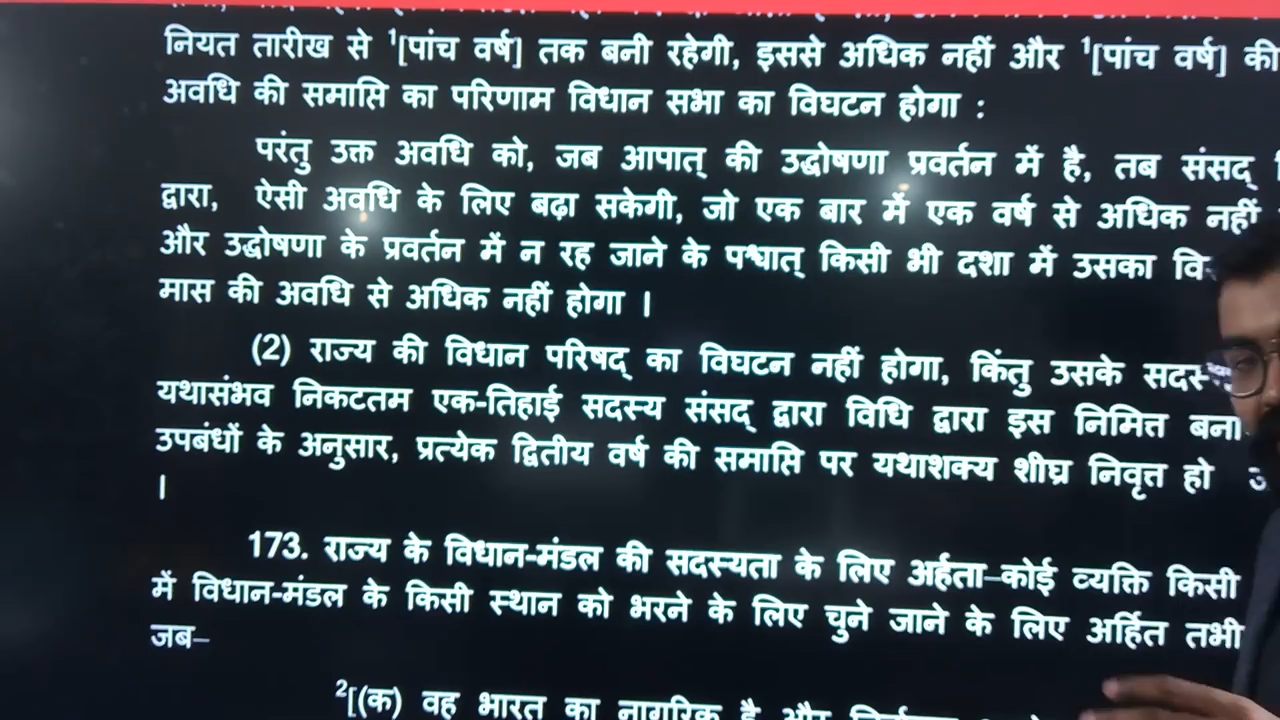 नियत तारीख से ¹[पांच वर्ष] तक बनी रहेगी, इससे अधिक नहीं और ¹[पांच वर्ष] की
अवधि की समाप्ति का परिणाम विधान सभा का विघटन होगा :
परंतु उक्त अवधि को, जब आपात् की उद्घोषणा प्रवर्तन में है, तब संसद्
द्वारा, ऐसी अवधि के लिए बढ़ा सकेगी, जो एक बार में एक वर्ष से अधिक नहीं
और उद्घोषणा के प्रवर्तन में न रह जाने के पश्चात् किसी भी दशा में उसका
मास की अवधि से अधिक नहीं होगा ।
(2) राज्य की विधान परिषद् का विघटन नहीं होगा, किंतु उसके
यथासंभव निकटतम एक-तिहाई सदस्य संसद् द्वारा विधि द्वारा इस निमित्त
उपबंधों के अनुसार, प्रत्येक द्वितीय वर्ष की समाप्ति पर यथाशक्य शीघ्र निवृत्त हो
।
173. राज्य के विधान-मंडल की सदस्यता के लिए अर्हता–कोई व्यक्ति किसी
में विधान-मंडल के किसी स्थान को भरने के लिए चुने जाने के लिए अर्हित तभी
जब–
²[(क) वह भारत का नागरिक है और